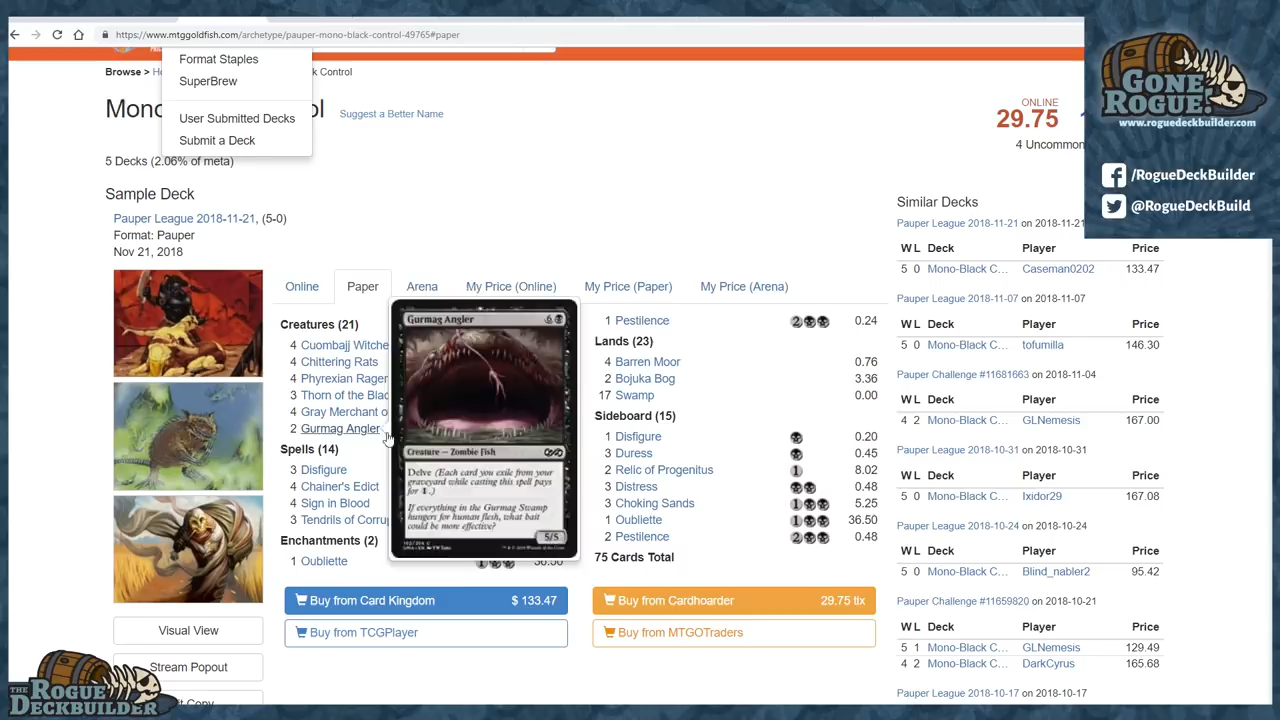 https://www.mtggoldfish.com/archetype/pauper-mono-black-control-49765#paper
Format Staples
SuperBrew
User Submitted Decks
Submit a Deck
Browse >
ck Control
Suggest a Better Name
5 Decks (2.06% of meta)
ONLINE
29.75
4 Uncommon
GONE
ROGUE!
www.roguedeckbuilder.com
/RogueDeckBuilder
@RogueDeckBuild
Sample Deck
Pauper League 2018-11-21, (5-0)
Format: Pauper
Nov 21, 2018
Online
Paper
Arena
My Price (Online)
My Price (Paper)
My Price (Arena)
Creatures (21)
4 Cuombajj Witche
4 Chittering Rats
4 Phyrexian Rager
3 Thorn of the Blac
4 Gray Merchant o
2 Gurmag Angler
Spells (14)
3 Disfigure
4 Chainer's Edict
4 Sign in Blood
3 Tendrils of Corrup
Enchantments (2)
1 Oubliette 36.50
Gurmag Angler 6
Creature — Zombie Fish
Delve (Each card you exile from your
graveyard while casting this spell pays
for 1.)
If everything in the Gurmag Swamp
hungers for human flesh, what bait
could be more effective?
5/5
1 Pestilence 2 0.24
Lands (23)
4 Barren Moor 0.76
2 Bojuka Bog 3.36
17 Swamp 0.00
Sideboard (15)
1 Disfigure 0.20
3 Duress 0.45
2 Relic of Progenitus 1 8.02
3 Distress 0.48
3 Choking Sands 1 5.25
1 Oubliette 1 36.50
2 Pestilence 2 0.48
75 Cards Total
Buy from Card Kingdom $ 133.47
Buy from TCGPlayer
Buy from Cardhoarder 29.75 tix
Buy from MTGOTraders
Visual View
Stream Popout
Copy
THE
ROGUE
DECKBUILDER
Similar Decks
Pauper League 2018-11-21 on 2018-11-21
W L Deck Player Price
5 0 Mono-Black C... Caseman0202 133.47
Pauper League 2018-11-07 on 2018-11-07
W L Deck Player Price
5 0 Mono-Black C... tofumilla 146.30
Pauper Challenge #11681663 on 2018-11-04
W L Deck Player Price
4 2 Mono-Black C... GLNemesis 167.00
Pauper League 2018-10-31 on 2018-10-31
W L Deck Player Price
5 0 Mono-Black C... Ixidor29 167.08
Pauper League 2018-10-24 on 2018-10-24
W L Deck Player Price
5 0 Mono-Black C... Blind_nabler2 95.42
Pauper Challenge #11659820 on 2018-10-21
W L Deck Player Price
5 1 Mono-Black C... GLNemesis 129.49
4 2 Mono-Black C... DarkCyrus 165.68
Pauper League 2018-10-17 on 2018-10-17